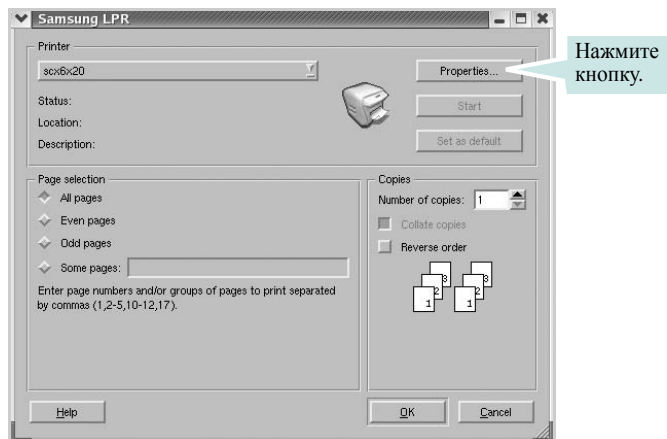 Samsung LPR
Printer
scx6x20
Properties...
Нажмите
кнопку.
Status:
Start
Location:
Description:
Set as default
Page selection
All pages
Even pages
Odd pages
Some pages:
Enter page numbers and/or groups of pages to print separated
by commas (1,2-5,10-12,17).
Copies
Number of copies: 1
Collate copies
Reverse order
3 3
2 2
1 1
Help
OK
Cancel